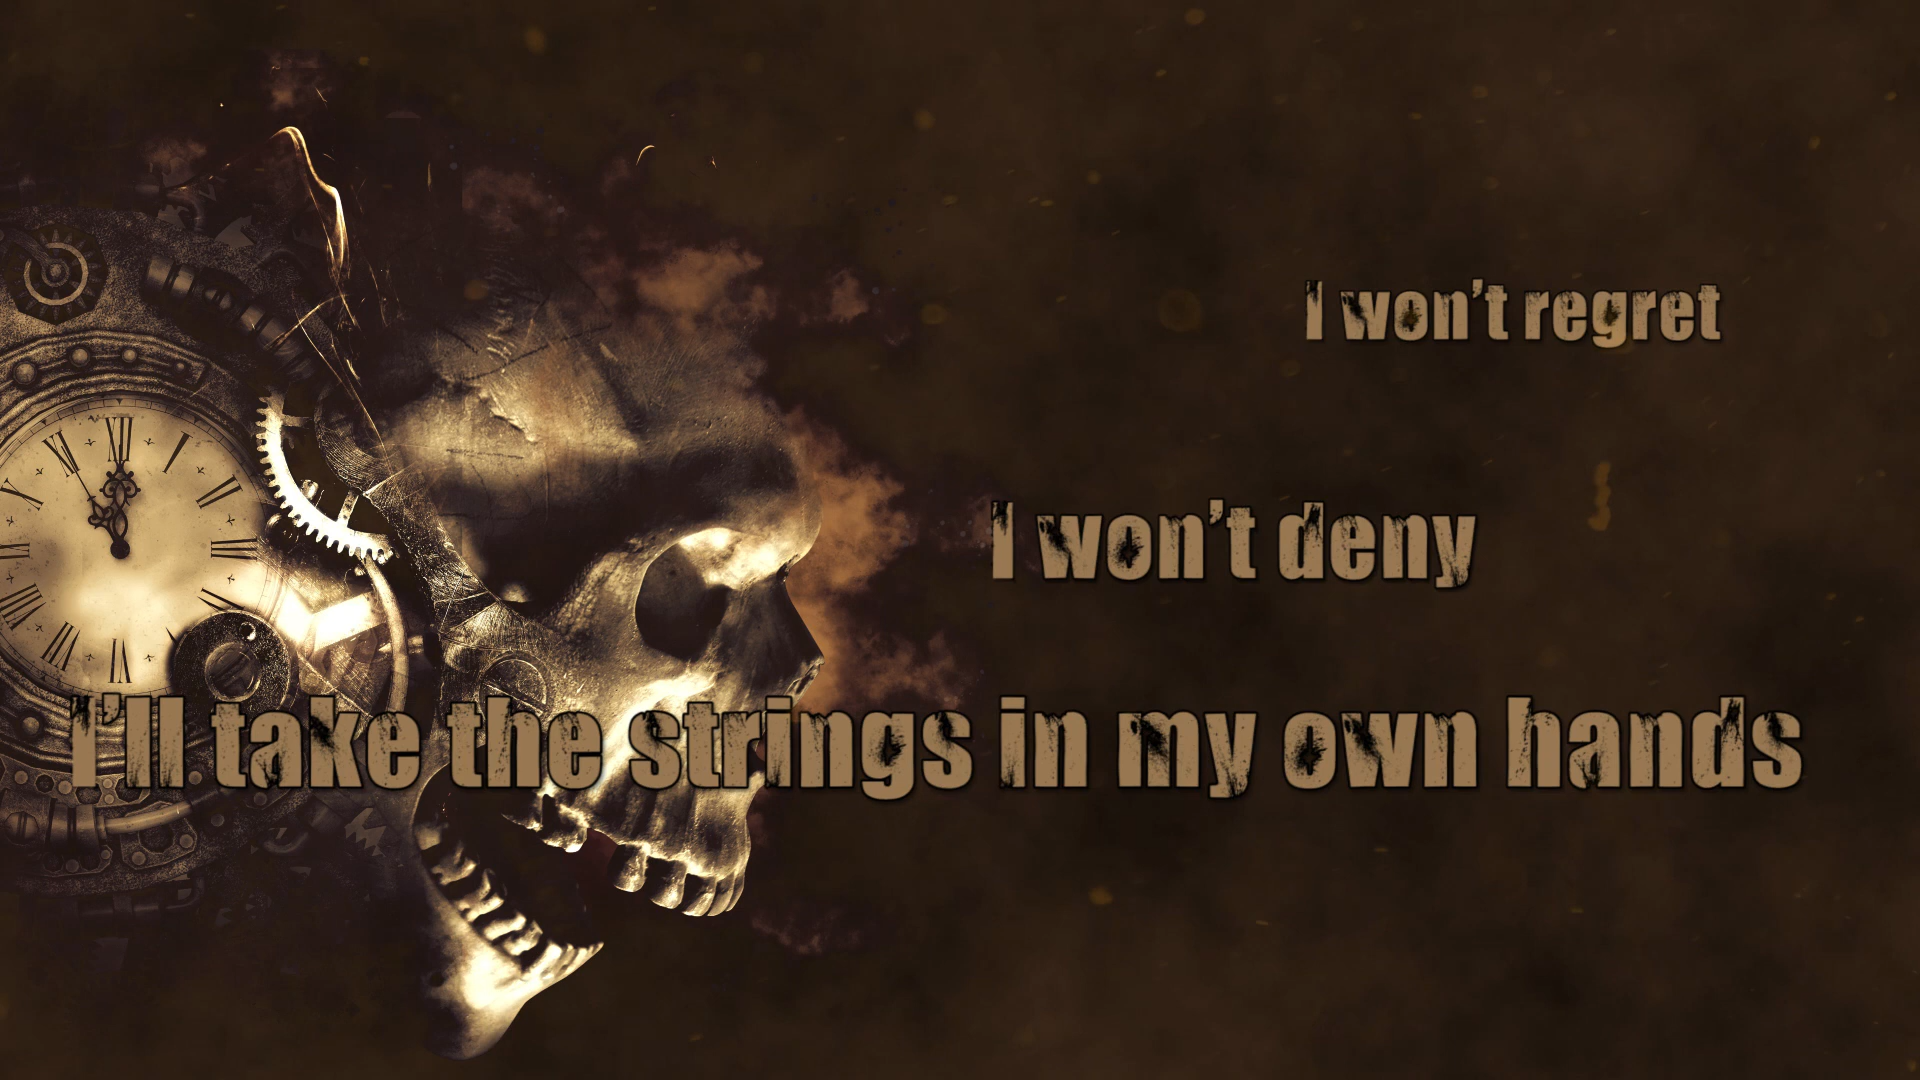 I won't regret
I won't deny
I'll take the strings in my own hands